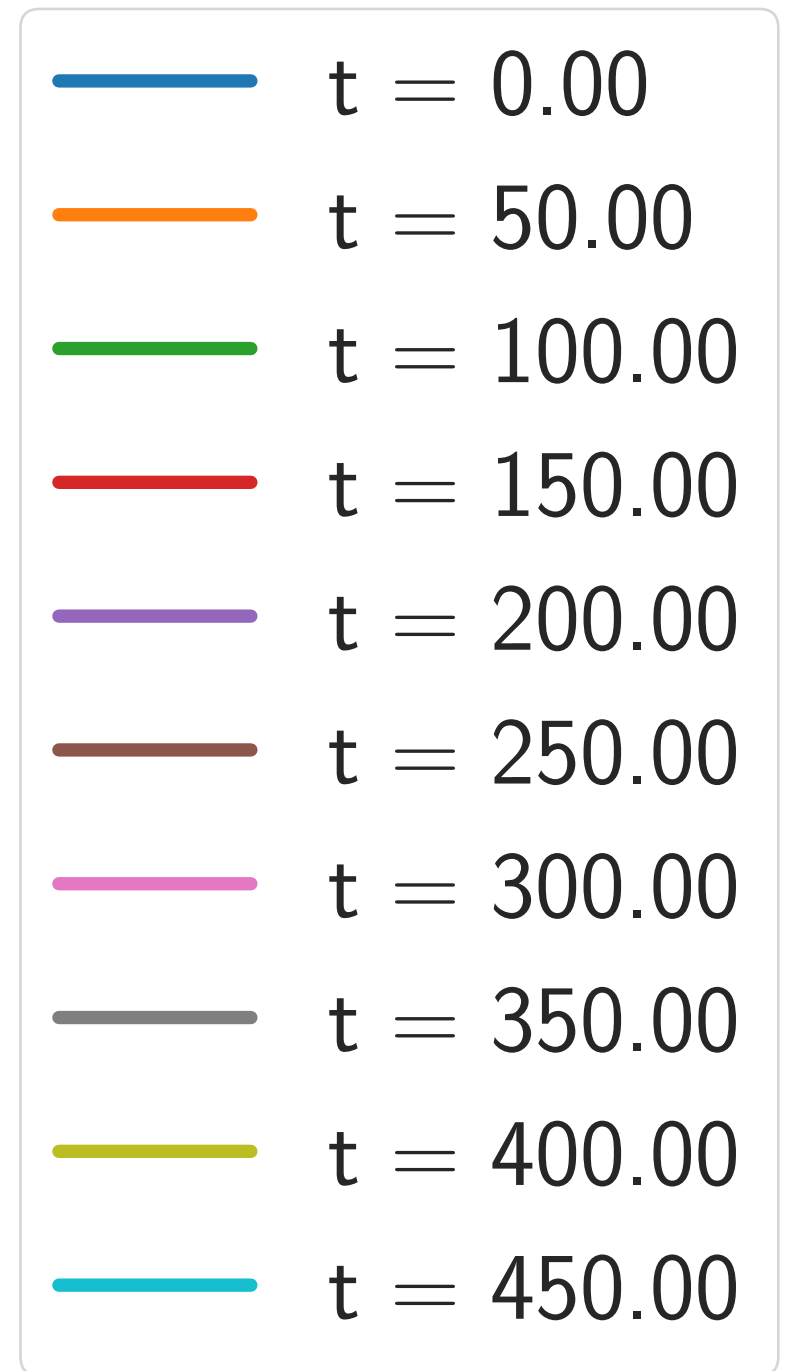 t = 0.00
t = 50.00
t = 100.00
t = 150.00
t = 200.00
t = 250.00
t = 300.00
t = 350.00
t = 400.00
t = 450.00